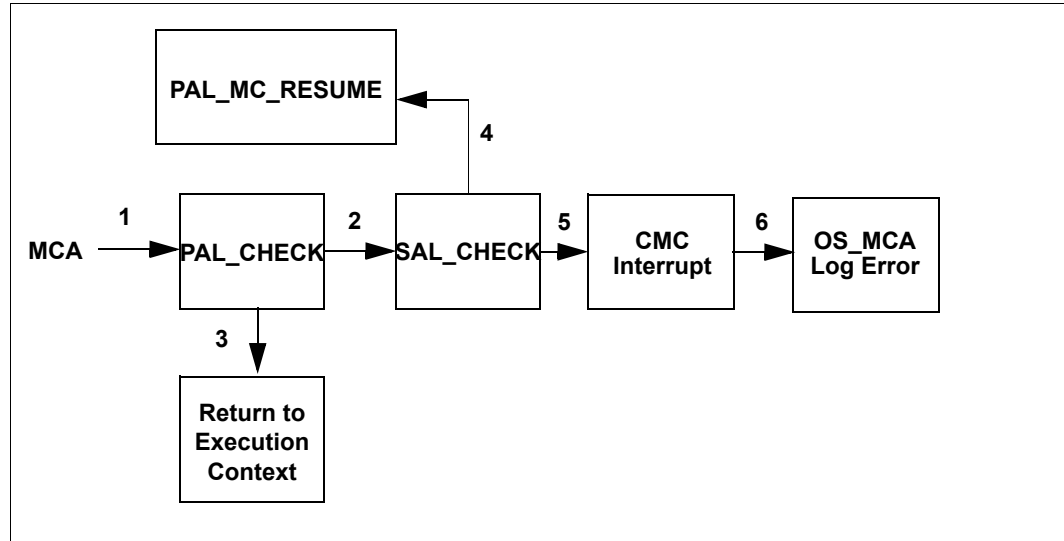 PAL_MC_RESUME
4
MCA
1
PAL_CHECK
2
SAL_CHECK
5
CMC
Interrupt
6
OS_MCA
Log Error
3
Return to
Execution
Context